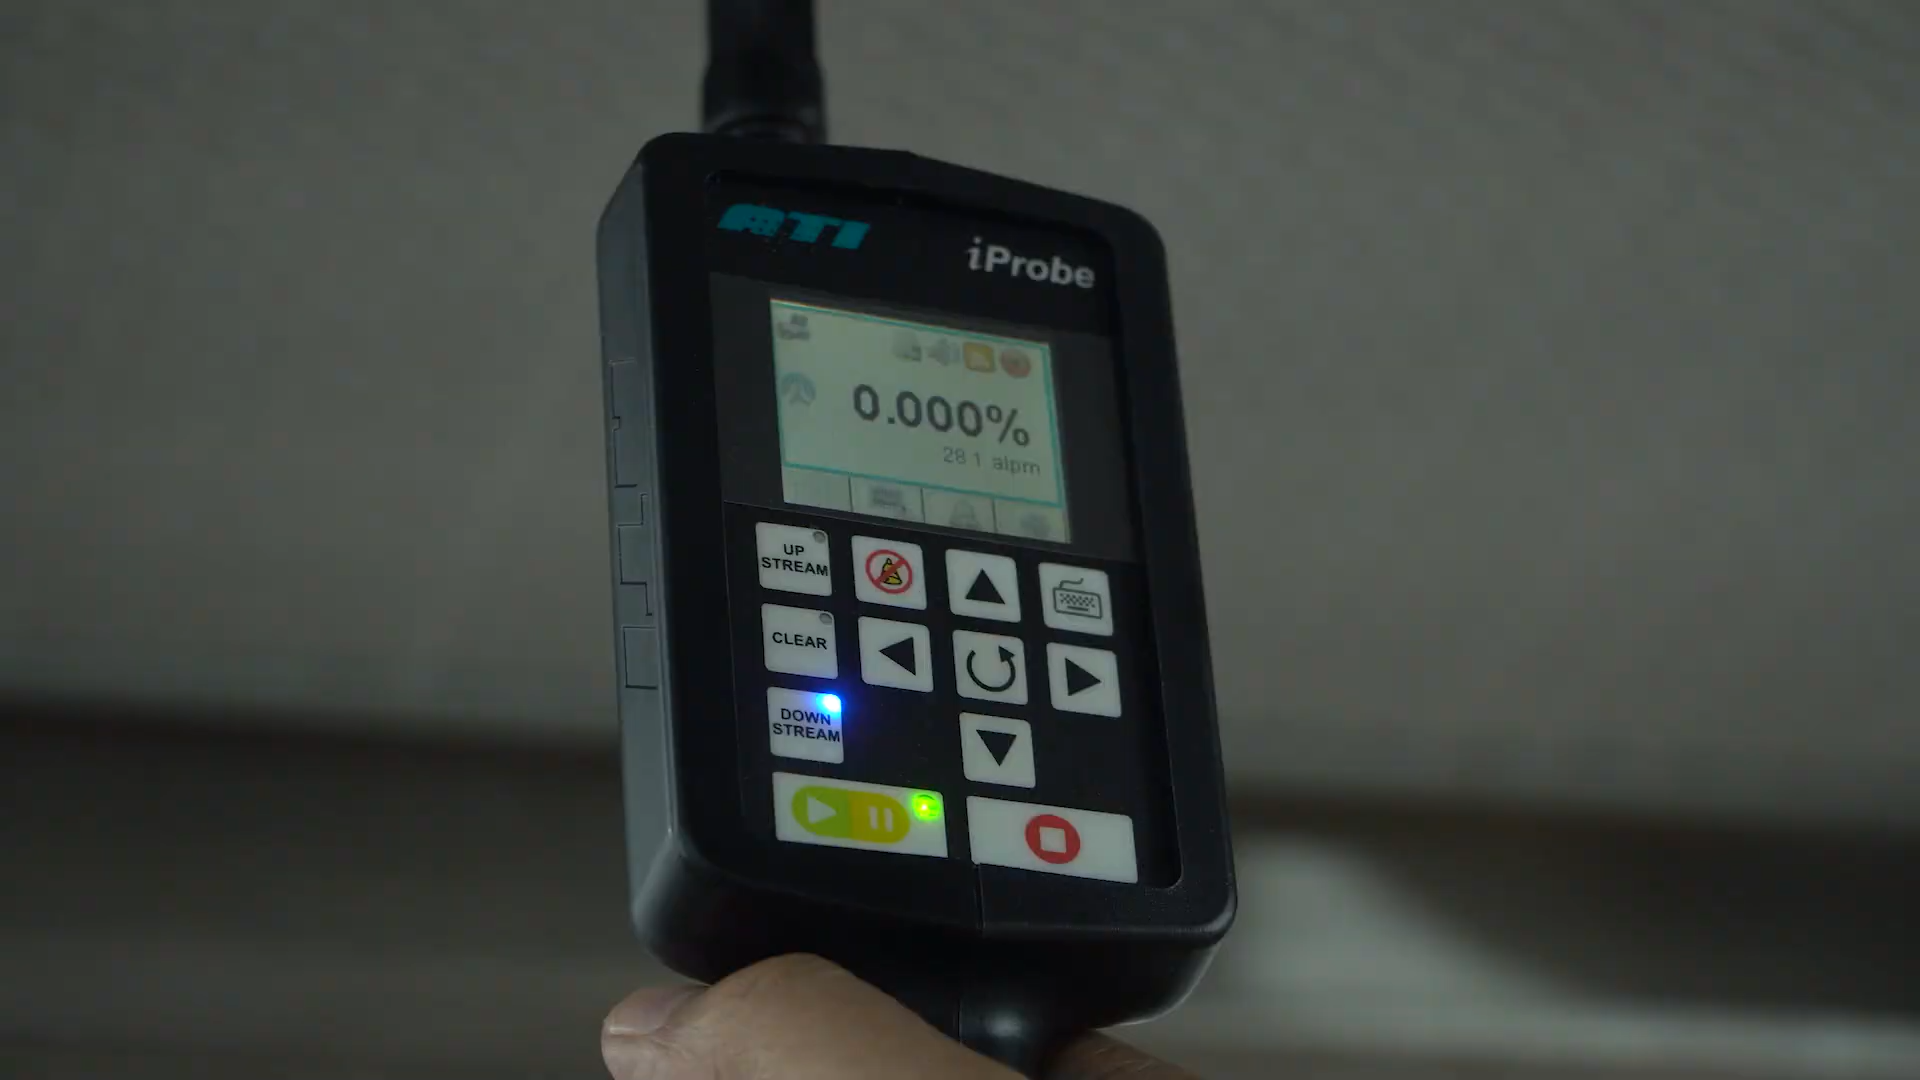 ATI
iProbe
0.000%
28 1 alpm
UP
STREAM
CLEAR
DOWN
STREAM